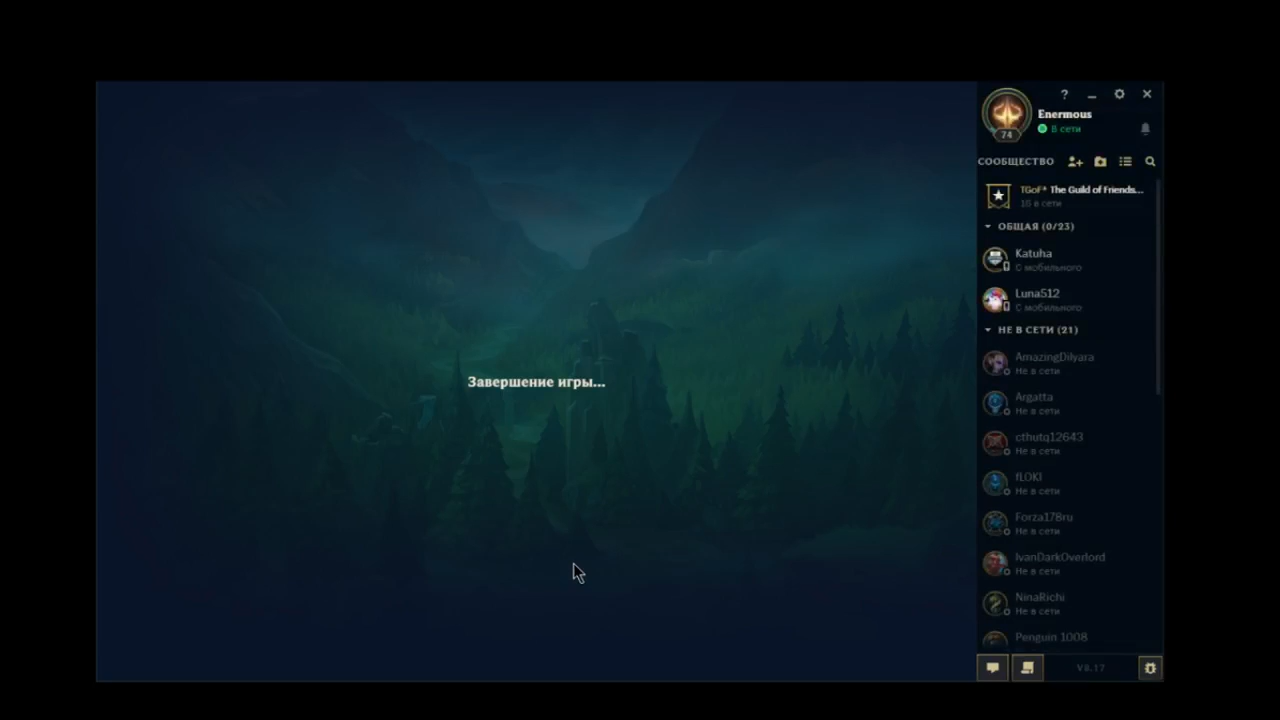 ?
Enermous
74
В сети
СООБЩЕСТВО
TGoF* The Guild of Friends...
16 в сети
ОБЩАЯ (0/23)
Katuha
С мобильного
Luna512
С мобильного
НЕ В СЕТИ (21)
AmazingDilyara
Не в сети
Argatta
Не в сети
Завершение игры...
cthutq12643
Не в сети
fLOKI
Не в сети
Forza178ru
Не в сети
IvanDarkOverlord
Не в сети
NinaRichi
Не в сети
Penguin 1008
V9.17